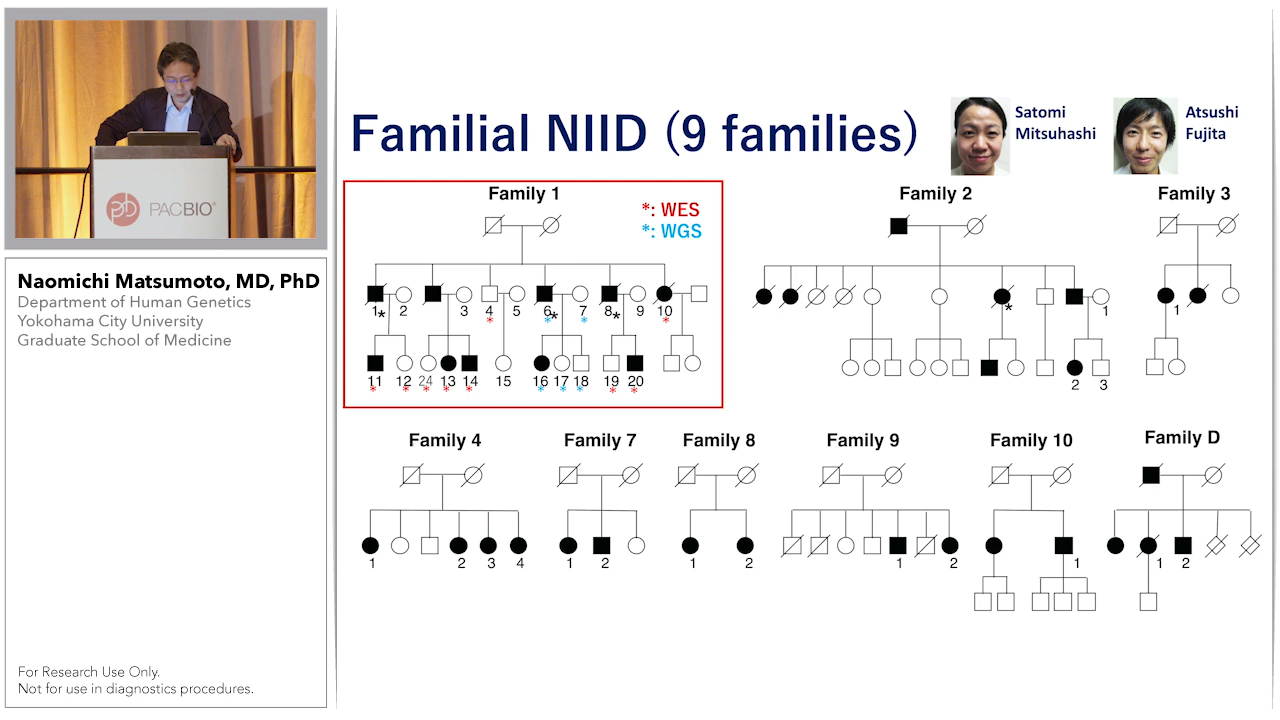 PACBIO®
Naomichi Matsumoto, MD, PhD
Department of Human Genetics
Yokohama City University
Graduate School of Medicine
For Research Use Only.
Not for use in diagnostics procedures.
Familial NIID (9 families)
Satomi
Mitsuhashi
Atsushi
Fujita
Family 1
*: WES
*: WGS
1* 2 3 4 5 6* 7 8* 9 10
* * * *
11 12 24 13 14 15 16 17 18 19 20
* * * * * * * * * *
Family 2
* 1
2 3
Family 3
1
Family 4
1 2 3 4
Family 7
1 2
Family 8
1 2
Family 9
1 2
Family 10
1
Family D
1 2